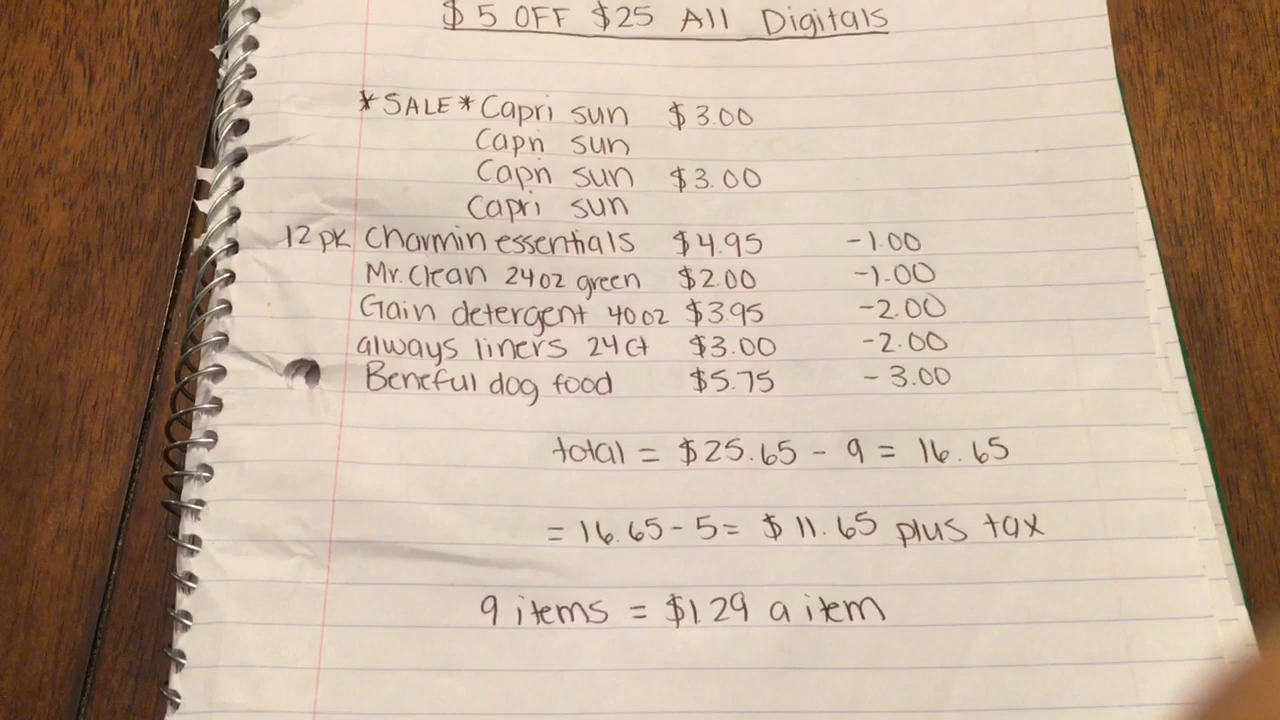 $5 OFF $25 All Digitals
*SALE* Capri sun $3.00
Capri sun
Capri sun $3.00
Capri sun
12pk Charmin essentials $4.95 -1.00
Mr. Clean 24oz green $2.00 -1.00
Gain detergent 40oz $3.95 -2.00
always liners 24ct $3.00 -2.00
Beneful dog food $5.75 -3.00
total = $25.65 - 9 = 16.65
= 16.65 - 5 = $11.65 plus tax
9 items = $1.29 a item